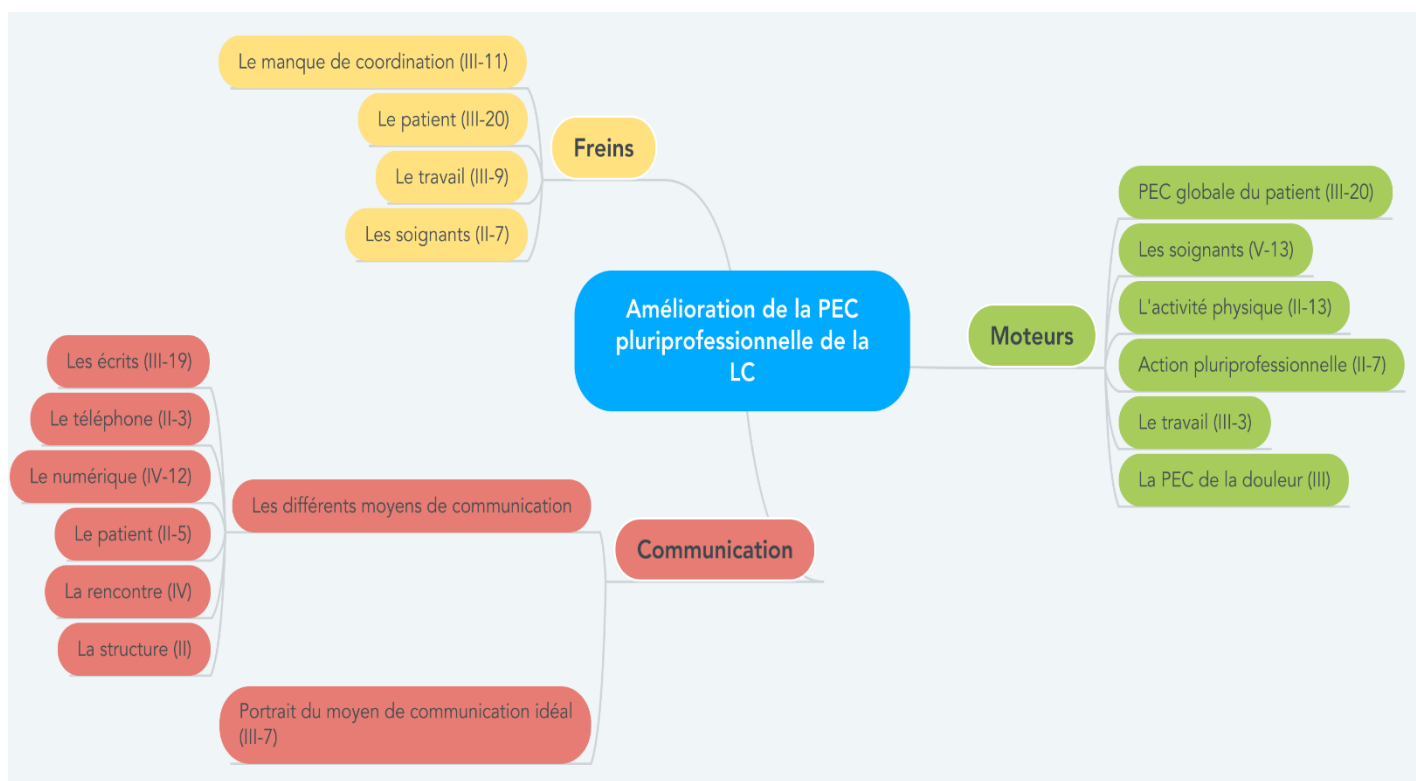 Le manque de coordination (III-11)
Le patient (III-20)
Le travail (III-9)
Les soignants (II-7)
Freins
Amélioration de la PEC
pluriprofessionnelle de la
LC
Moteurs
PEC globale du patient (III-20)
Les soignants (V-13)
L'activité physique (II-13)
Action pluriprofessionnelle (II-7)
Le travail (III-3)
La PEC de la douleur (III)
Les écrits (III-19)
Le téléphone (II-3)
Le numérique (IV-12)
Le patient (II-5)
La rencontre (IV)
La structure (II)
Les différents moyens de communication
Communication
Portrait du moyen de communication idéal
(III-7)